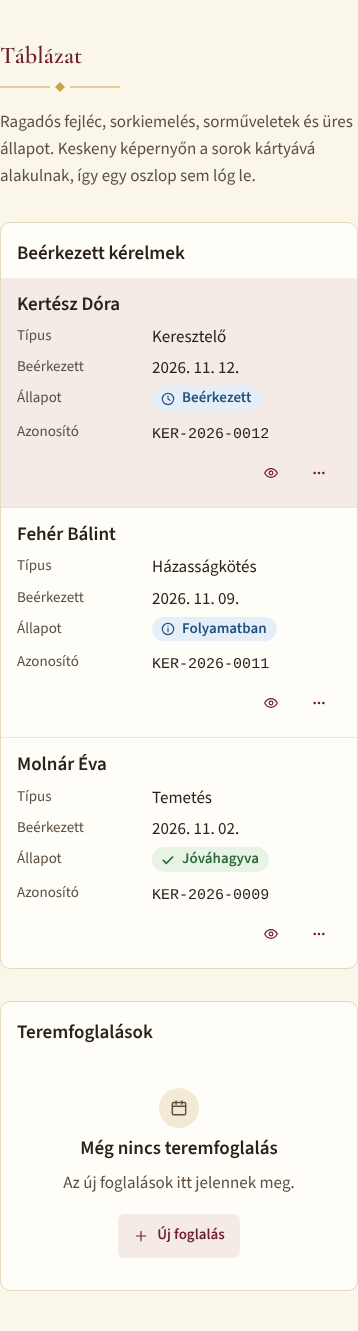 Táblázat
Ragadós fejléc, sorkiemelés, sorműveletek és üres
állapot. Keskeny képernyőn a sorok kártyává
alakulnak, így egy oszlop sem lóg le.
Beérkezett kérelmek
Kertész Dóra
Típus Keresztelő
Beérkezett 2026. 11. 12.
Állapot Beérkezett
Azonosító KER-2026-0012
Fehér Bálint
Típus Házasságkötés
Beérkezett 2026. 11. 09.
Állapot Folyamatban
Azonosító KER-2026-0011
Molnár Éva
Típus Temetés
Beérkezett 2026. 11. 02.
Állapot Jóváhagyva
Azonosító KER-2026-0009
Teremfoglalások
Még nincs teremfoglalás
Az új foglalások itt jelennek meg.
Új foglalás